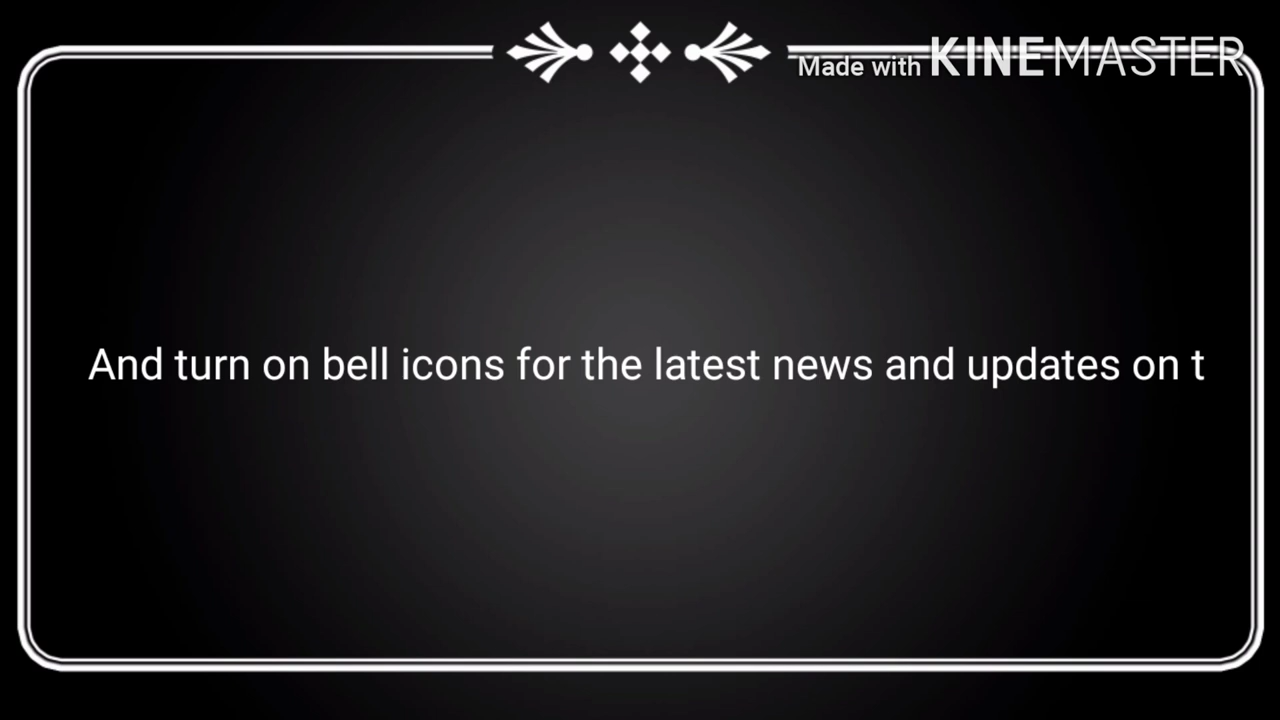 Made with KINEMASTER
And turn on bell icons for the latest news and updates on t